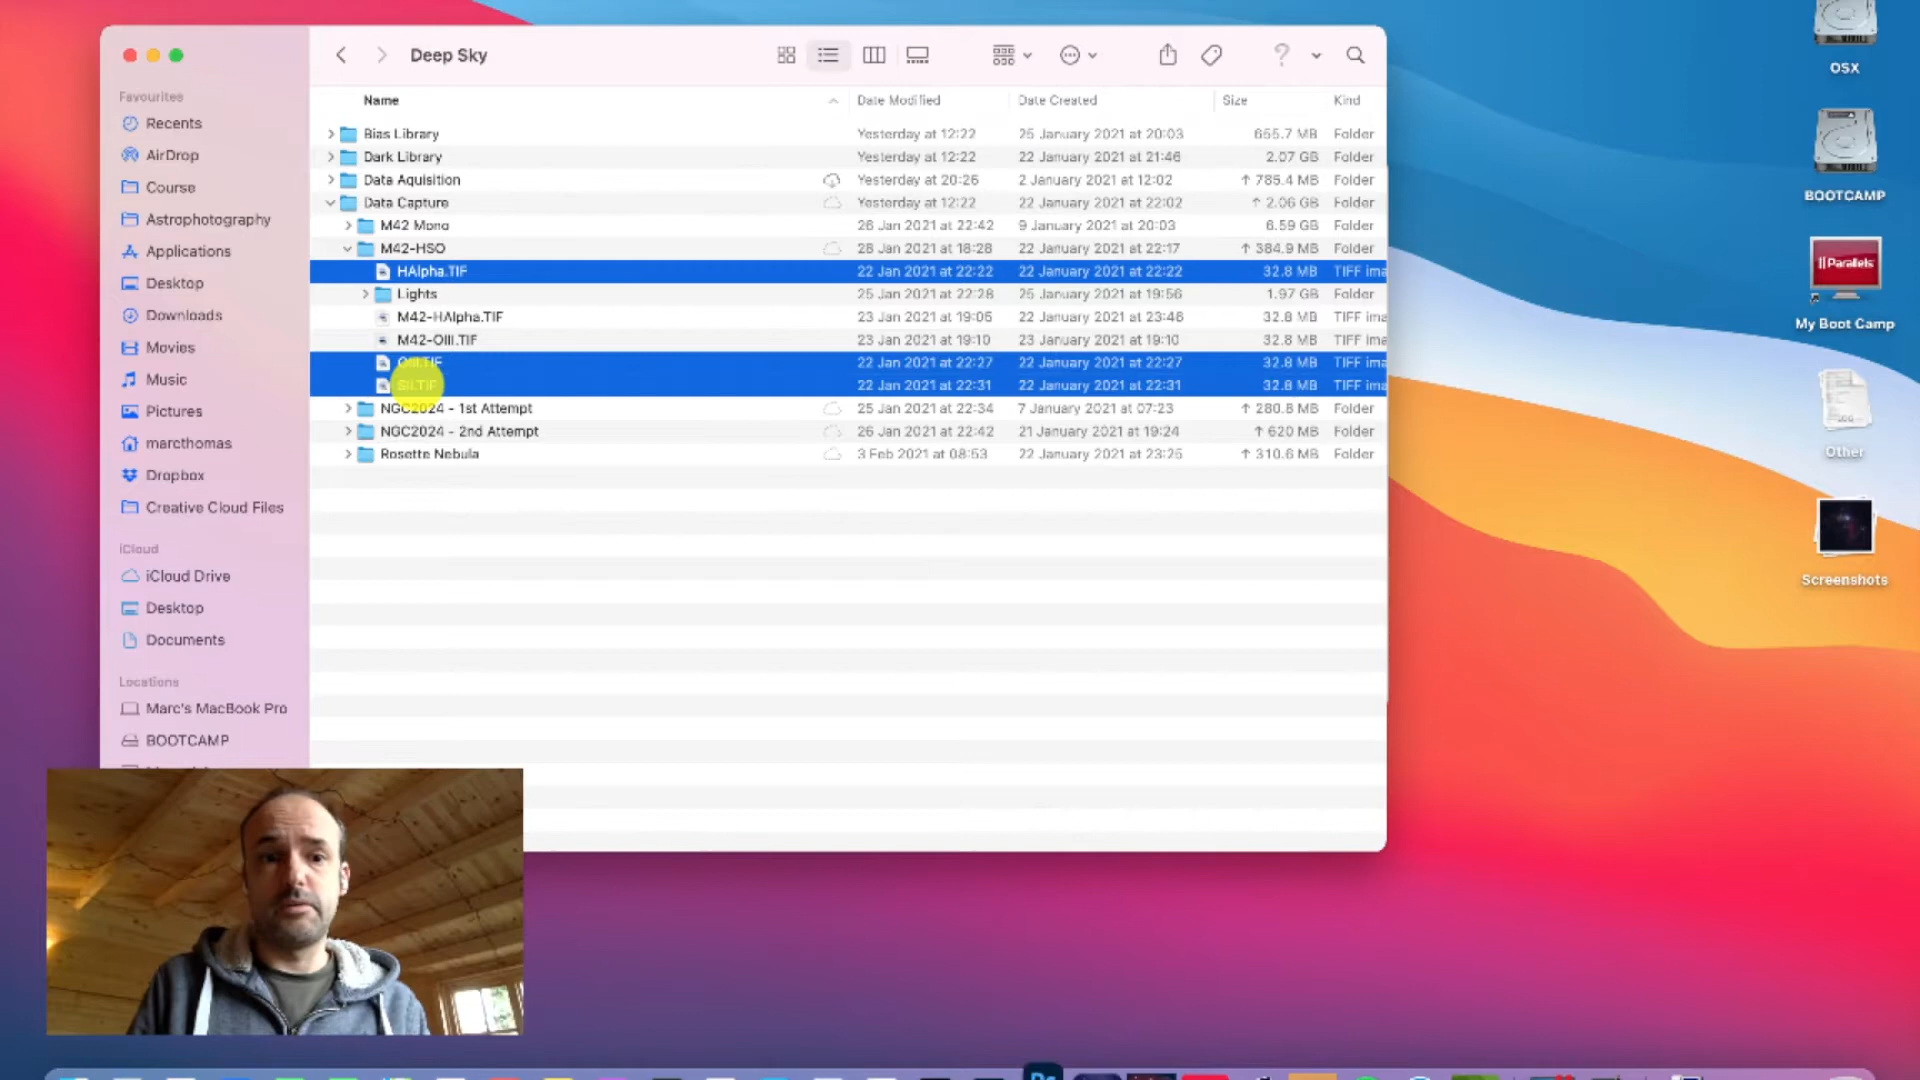 Deep Sky
OSX
Favourites
Name Date Modified Date Created Size Kind
Recents
Bias Library Yesterday at 12:22 25 January 2021 at 20:03 655.7 MB Folder
AirDrop
Dark Library Yesterday at 12:22 22 January 2021 at 21:46 2.07 GB Folder
Data Aquisition Yesterday at 20:26 2 January 2021 at 12:02 ↑ 785.4 MB Folder
Course
BOOTCAMP
Data Capture Yesterday at 12:22 22 January 2021 at 22:02 ↑ 2.06 GB Folder
Astrophotography
M42 Mono 26 Jan 2021 at 22:42 9 January 2021 at 20:03 6.59 GB Folder
Applications
M42-HSO 28 Jan 2021 at 18:28 22 January 2021 at 22:17 ↑ 384.9 MB Folder
Parallels
HAlpha.TIF 22 Jan 2021 at 22:22 22 January 2021 at 22:22 32.8 MB TIFF ima
Desktop
Lights 25 Jan 2021 at 22:28 25 January 2021 at 19:56 1.97 GB Folder
Downloads
M42-HAlpha.TIF 23 Jan 2021 at 19:05 22 January 2021 at 23:46 32.8 MB TIFF ima
My Boot Camp
M42-OIII.TIF 23 Jan 2021 at 19:10 23 January 2021 at 19:10 32.8 MB TIFF ima
Movies
OIII.TIF 22 Jan 2021 at 22:27 22 January 2021 at 22:27 32.8 MB TIFF ima
Music
SII.TIF 22 Jan 2021 at 22:31 22 January 2021 at 22:31 32.8 MB TIFF ima
Pictures
NGC2024 - 1st Attempt 25 Jan 2021 at 22:34 7 January 2021 at 07:23 ↑ 280.8 MB Folder
NGC2024 - 2nd Attempt 26 Jan 2021 at 22:42 21 January 2021 at 19:24 ↑ 620 MB Folder
marcthomas
Other
Rosette Nebula 3 Feb 2021 at 08:53 22 January 2021 at 23:25 ↑ 310.6 MB Folder
Dropbox
Creative Cloud Files
iCloud
iCloud Drive
Screenshots
Desktop
Documents
Locations
Marc's MacBook Pro
BOOTCAMP